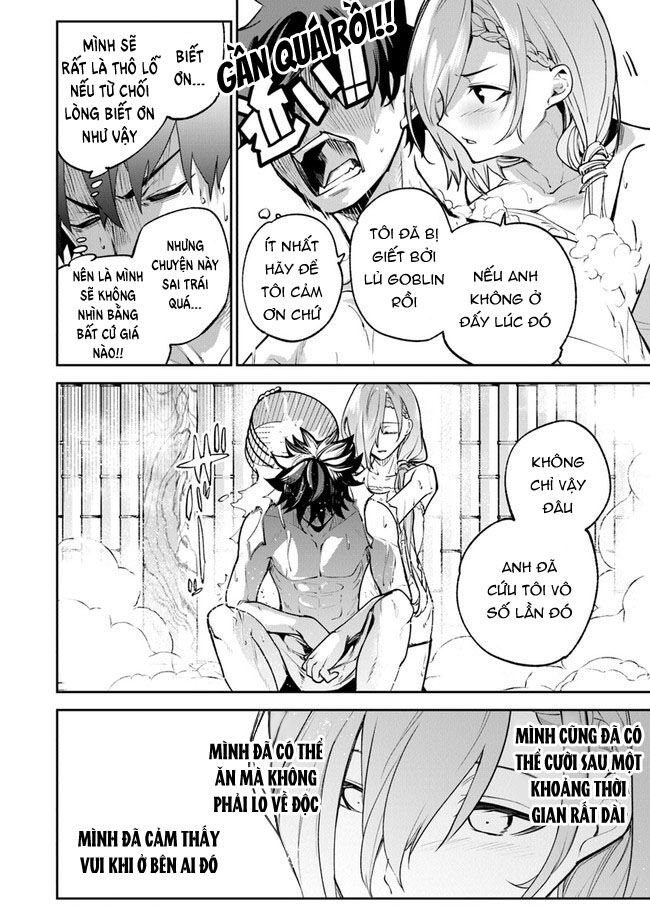 GẦN QUÁ RỒI!!
近い!!
NẾU ANH
KHÔNG Ở
ĐẤY LÚC ĐÓ
TÔI ĐÃ BỊ
GIẾT BỞI
LŨ GOBLIN
RỒI
ÍT NHẤT
HÃY ĐỂ
TÔI CẢM
ƠN CHỨ
BIẾT
ƠN...
MÌNH SẼ
RẤT LÀ THÔ LỖ
NẾU TỪ CHỐI
LÒNG BIẾT ƠN
NHƯ VẬY
NHƯNG
CHUYỆN NÀY
SAI TRÁI
QUÁ...
NÊN LÀ MÌNH
SẼ KHÔNG
NHÌN BẰNG
BẤT CỨ GIÁ
NÀO!!
KHÔNG
CHỈ VẬY
ĐÂU
ANH ĐÃ
CỨU TÔI VÔ
SỐ LẦN ĐÓ
MÌNH CŨNG ĐÃ CÓ
THỂ CƯỜI SAU MỘT
KHOẢNG THỜI
GIAN RẤT DÀI
MÌNH ĐÃ CÓ THỂ
ĂN MÀ KHÔNG
PHẢI LO VỀ ĐỘC
MÌNH ĐÃ CẢM THẤY
VUI KHI Ở BÊN AI ĐÓ